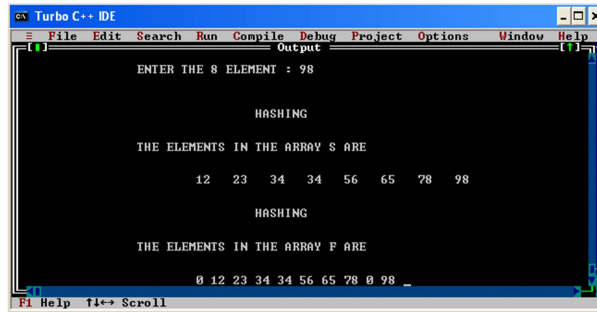 Turbo C++ IDE
≡ File Edit Search Run Compile Debug Project Options Window Help
Output
ENTER THE 8 ELEMENT : 98
HASHING
THE ELEMENTS IN THE ARRAY S ARE
12 23 34 34 56 65 78 98
HASHING
THE ELEMENTS IN THE ARRAY F ARE
0 12 23 34 34 56 65 78 0 98 _
F1 Help ↑↓←→ Scroll